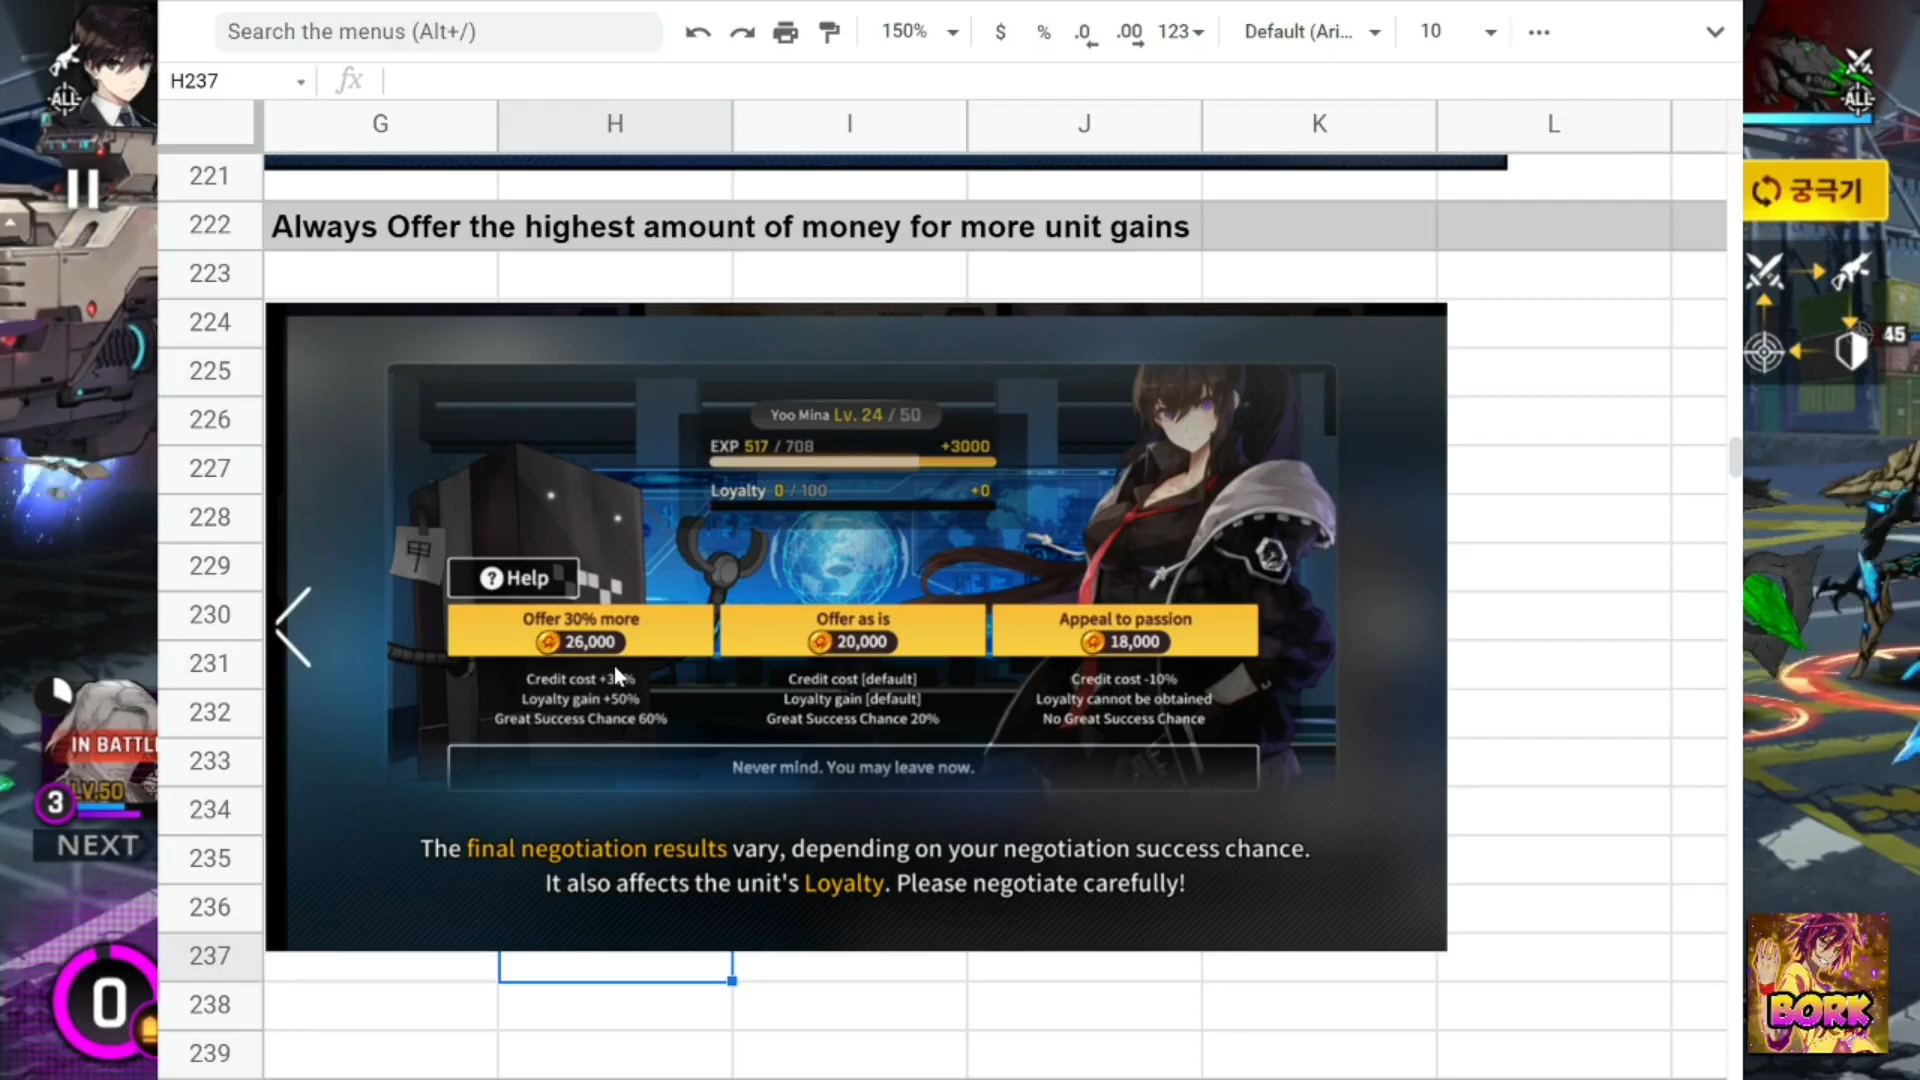 Search the menus (Alt+/)
150%
$ % .0 .00 123
Default (Ari...
10
H237
fx
G H I J K L
221
222 Always Offer the highest amount of money for more unit gains
223
224
225
226
227
228
229
230
231
232
233
234
235
236
237
238
239
Yoo Mina Lv. 24 / 50
EXP 517 / 708 +3000
Loyalty 0 / 100 +0
甲
? Help
Offer 30% more
26,000
Offer as is
20,000
Appeal to passion
18,000
Credit cost [default]
Credit cost -10%
Loyalty gain +50%
Loyalty gain [default]
Loyalty cannot be obtained
Great Success Chance 60%
Great Success Chance 20%
No Great Success Chance
Never mind. You may leave now.
The final negotiation results vary, depending on your negotiation success chance.
It also affects the unit's Loyalty. Please negotiate carefully!
ALL
IN BATTL
LV.50
3
NEXT
0
ALL
궁극기
45
BORK